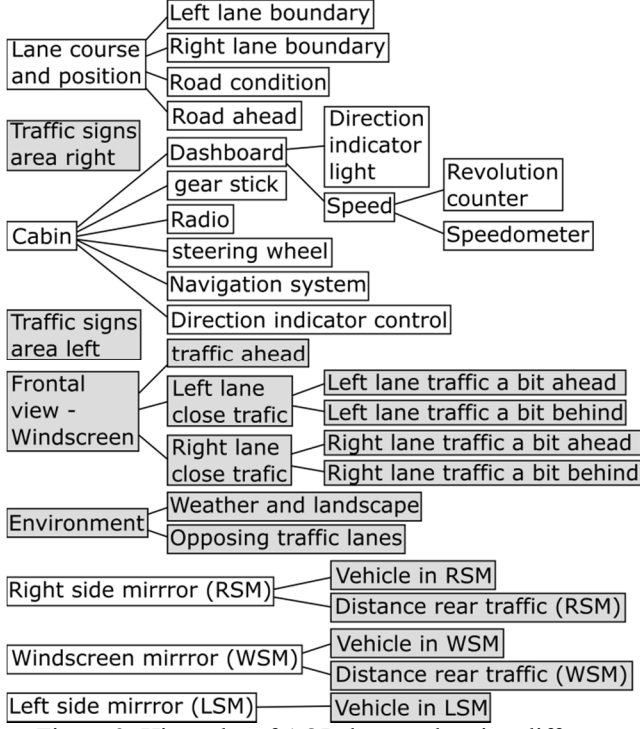 Left lane boundary
Lane course
and position
Right lane boundary
Road condition
Road ahead
Traffic signs
area right
Dashboard
Direction
indicator
light
gear stick
Speed
Revolution
counter
Speedometer
Cabin
Radio
steering wheel
Navigation system
Direction indicator control
Traffic signs
area left
traffic ahead
Frontal
view -
Windscreen
Left lane
close trafic
Left lane traffic a bit ahead
Left lane traffic a bit behind
Right lane
close trafic
Right lane traffic a bit ahead
Right lane traffic a bit behind
Environment
Weather and landscape
Opposing traffic lanes
Right side mirrror (RSM)
Vehicle in RSM
Distance rear traffic (RSM)
Windscreen mirrror (WSM)
Vehicle in WSM
Distance rear traffic (WSM)
Left side mirrror (LSM)
Vehicle in LSM